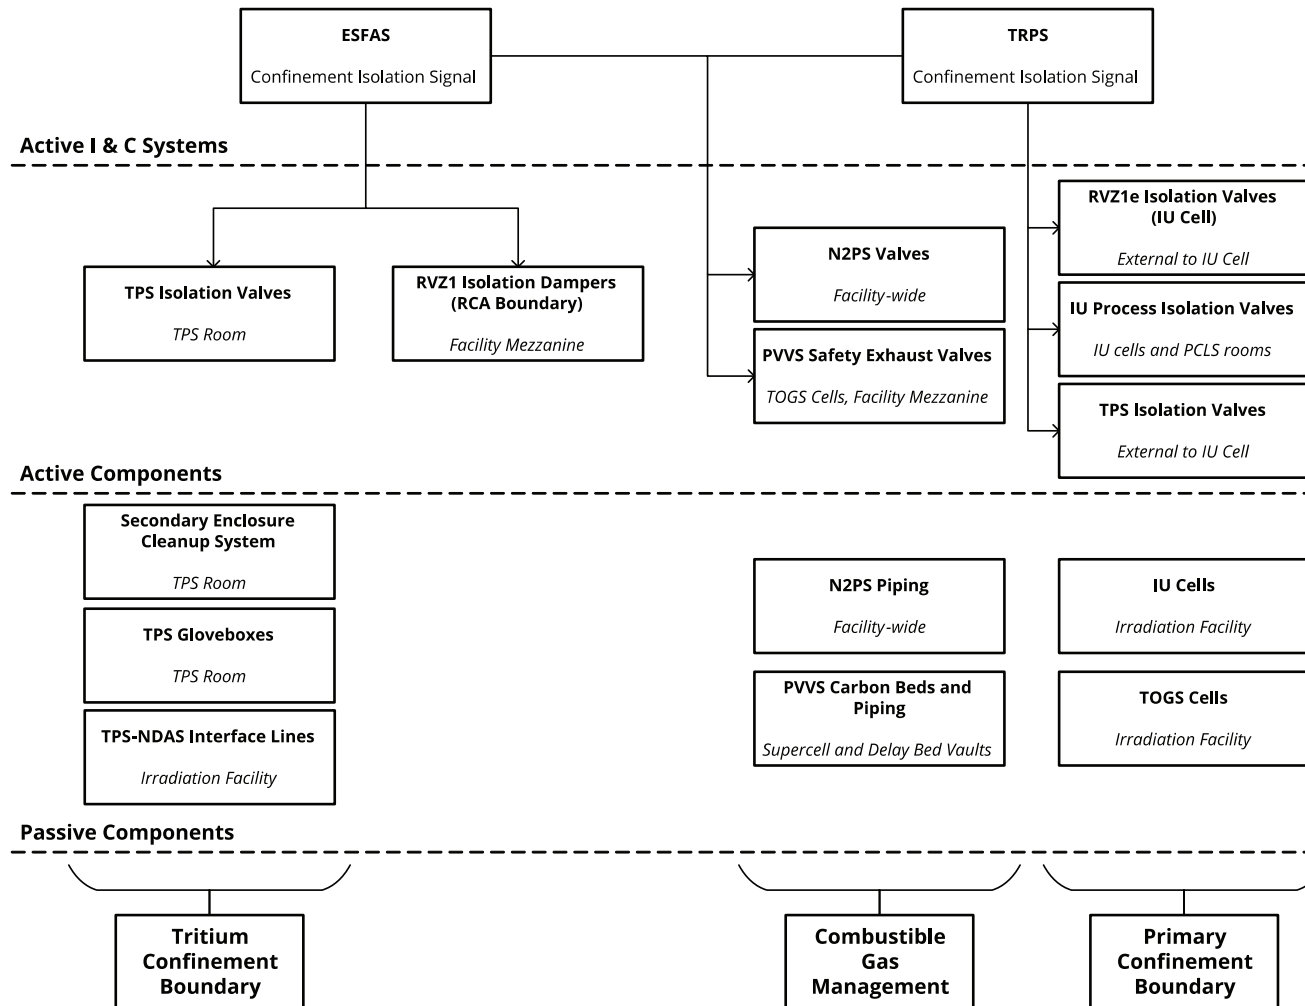 ESFAS
Confinement Isolation Signal
TRPS
Confinement Isolation Signal
Active I & C Systems
TPS Isolation Valves
TPS Room
RVZ1 Isolation Dampers
(RCA Boundary)
Facility Mezzanine
N2PS Valves
Facility-wide
PVVS Safety Exhaust Valves
TOGS Cells, Facility Mezzanine
RVZ1e Isolation Valves
(IU Cell)
External to IU Cell
IU Process Isolation Valves
IU cells and PCLS rooms
TPS Isolation Valves
External to IU Cell
Active Components
Secondary Enclosure
Cleanup System
TPS Room
TPS Gloveboxes
TPS Room
TPS-NDAS Interface Lines
Irradiation Facility
N2PS Piping
Facility-wide
PVVS Carbon Beds and
Piping
Supercell and Delay Bed Vaults
IU Cells
Irradiation Facility
TOGS Cells
Irradiation Facility
Passive Components
Tritium
Confinement
Boundary
Combustible
Gas
Management
Primary
Confinement
Boundary